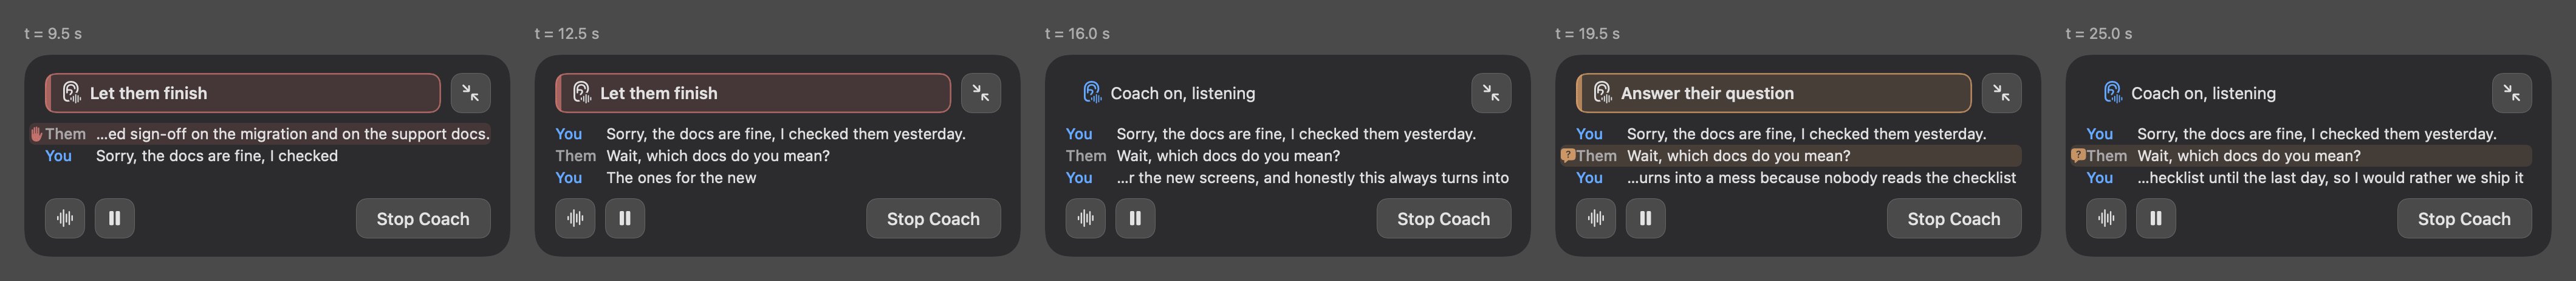 t = 9.5 s
Let them finish
Them ...ed sign-off on the migration and on the support docs.
You Sorry, the docs are fine, I checked
Stop Coach
t = 12.5 s
Let them finish
You Sorry, the docs are fine, I checked them yesterday.
Them Wait, which docs do you mean?
You The ones for the new
Stop Coach
t = 16.0 s
Coach on, listening
You Sorry, the docs are fine, I checked them yesterday.
Them Wait, which docs do you mean?
You ...r the new screens, and honestly this always turns into
Stop Coach
t = 19.5 s
Answer their question
You Sorry, the docs are fine, I checked them yesterday.
? Them Wait, which docs do you mean?
You ...urns into a mess because nobody reads the checklist
Stop Coach
t = 25.0 s
Coach on, listening
You Sorry, the docs are fine, I checked them yesterday.
? Them Wait, which docs do you mean?
You ...hecklist until the last day, so I would rather we ship it
Stop Coach